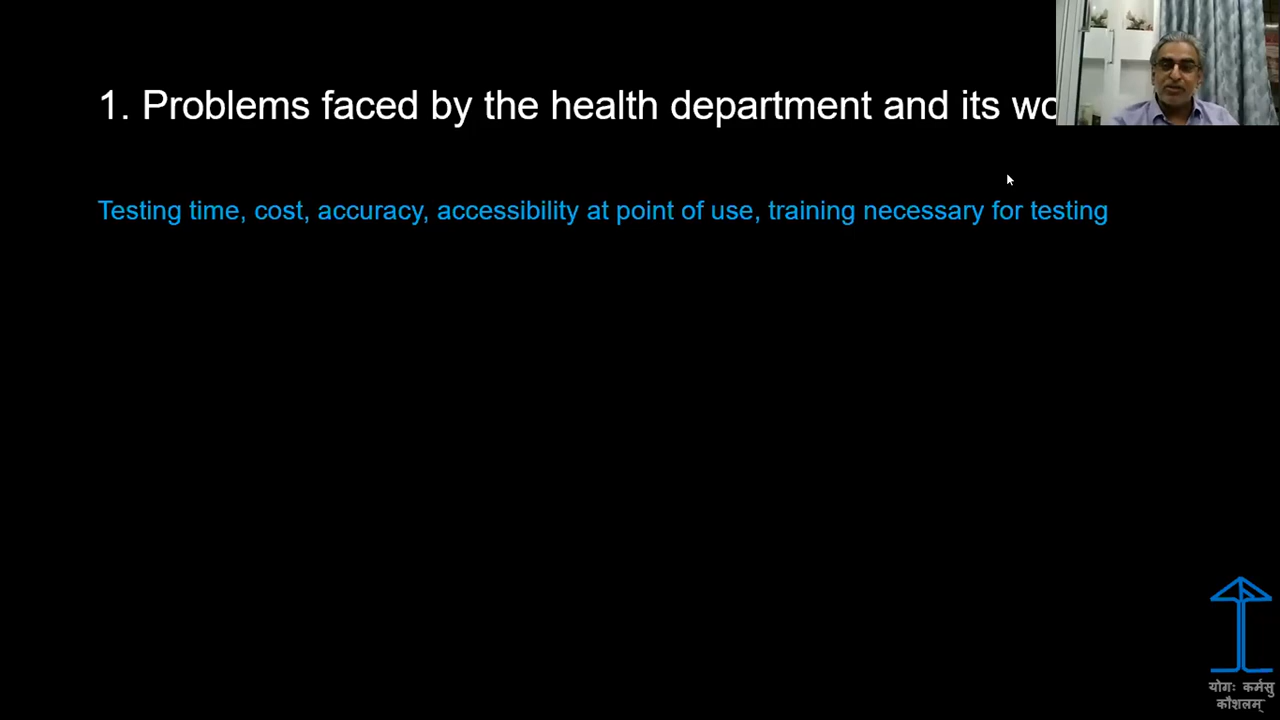 1. Problems faced by the health department and its
Testing time, cost, accuracy, accessibility at point of use, training necessary for testing
योगः कर्मसु
कौशलम्